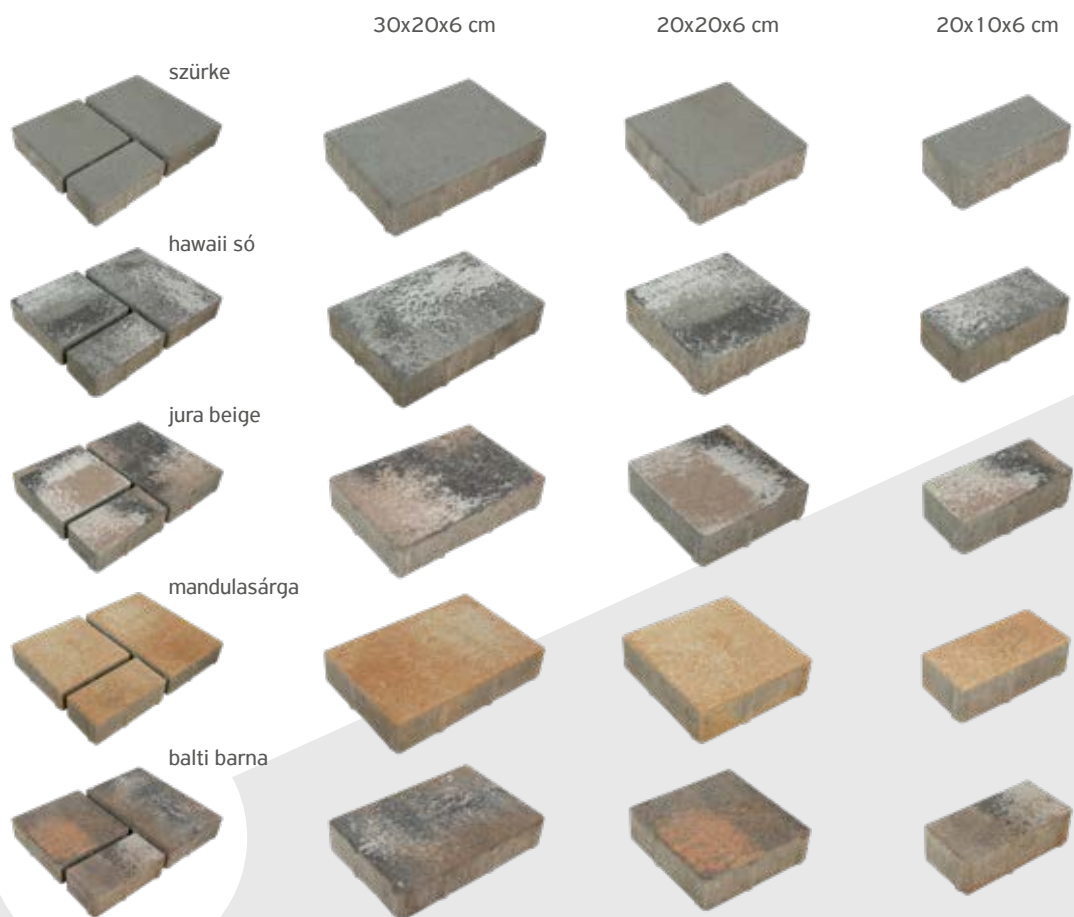 30x20x6 cm
20x20x6 cm
20x10x6 cm
szürke
hawaii só
jura beige
mandulasárga
balti barna